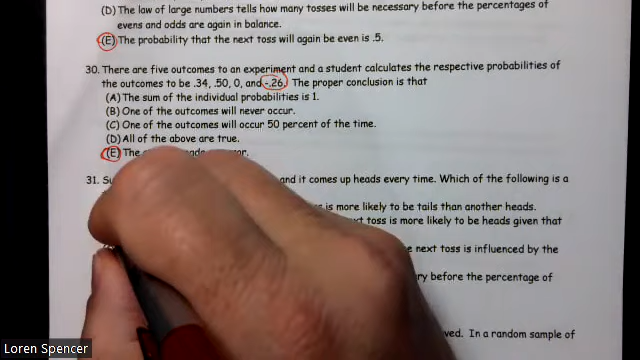 (D) The law of large numbers tells how many tosses will be necessary before the percentages of
evens and odds are again in balance.
(E) The probability that the next toss will again be even is .5.
30. There are five outcomes to an experiment and a student calculates the respective probabilities of
the outcomes to be .34, .50, 0, and -.26. The proper conclusion is that
(A) The sum of the individual probabilities is 1.
(B) One of the outcomes will never occur.
(C) One of the outcomes will occur 50 percent of the time.
(D) All of the above are true.
(E) The
31. and it comes up heads every time. Which of the following is a
is more likely to be tails than another heads.
toss is more likely to be heads given that
e next toss is influenced by the
ry before the percentage of
ved. In a random sample of
Loren Spencer